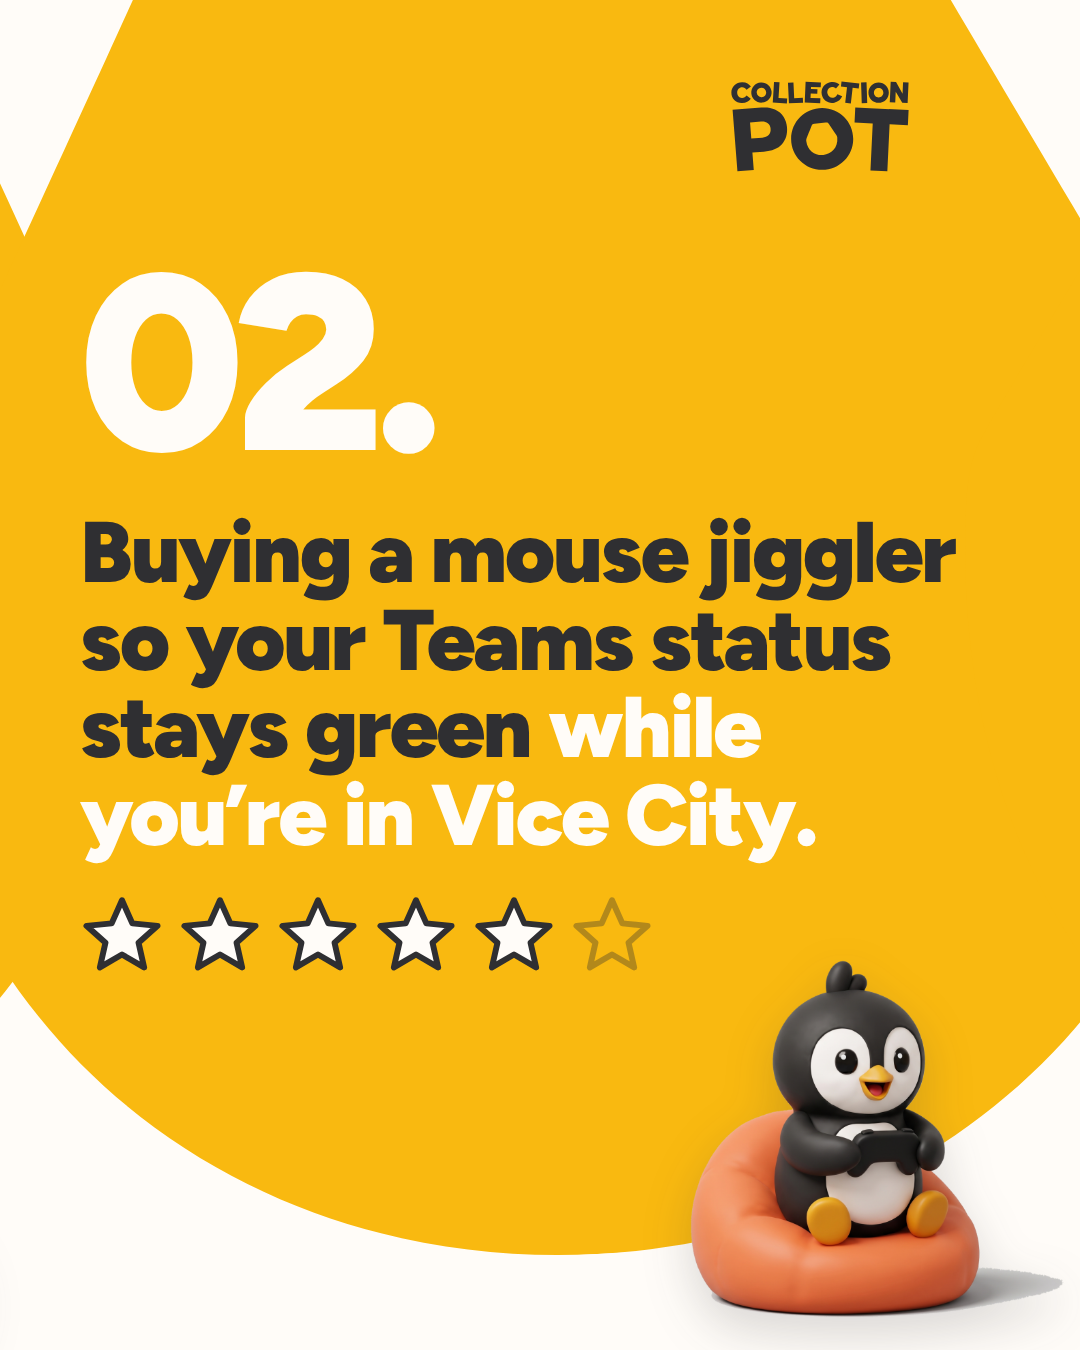 COLLECTION
POT
02.
Buying a mouse jiggler
so your Teams status
stays green while
you’re in Vice City.